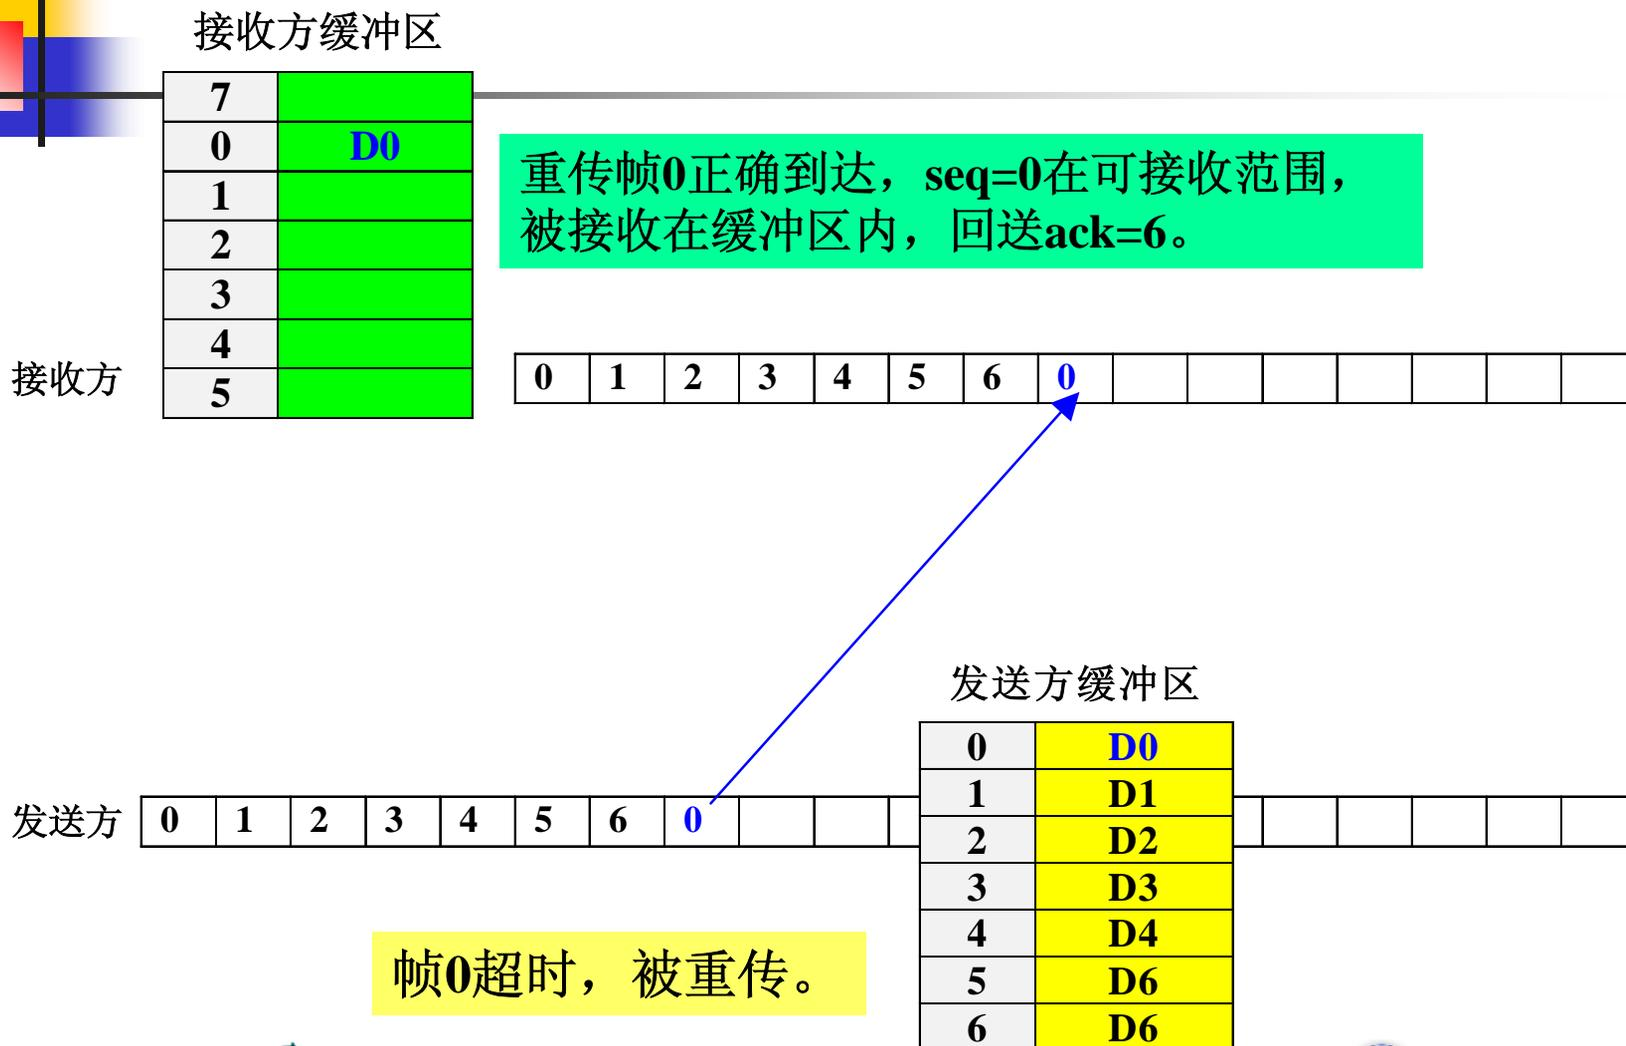 接收方缓冲区
7
0 D0
1
2
3
4
5
重传帧0正确到达，seq=0在可接收范围，
被接收在缓冲区内，回送ack=6。
接收方
0 1 2 3 4 5 6 0
发送方缓冲区
0 D0
1 D1
2 D2
3 D3
4 D4
5 D6
6 D6
发送方
0 1 2 3 4 5 6 0
帧0超时，被重传。